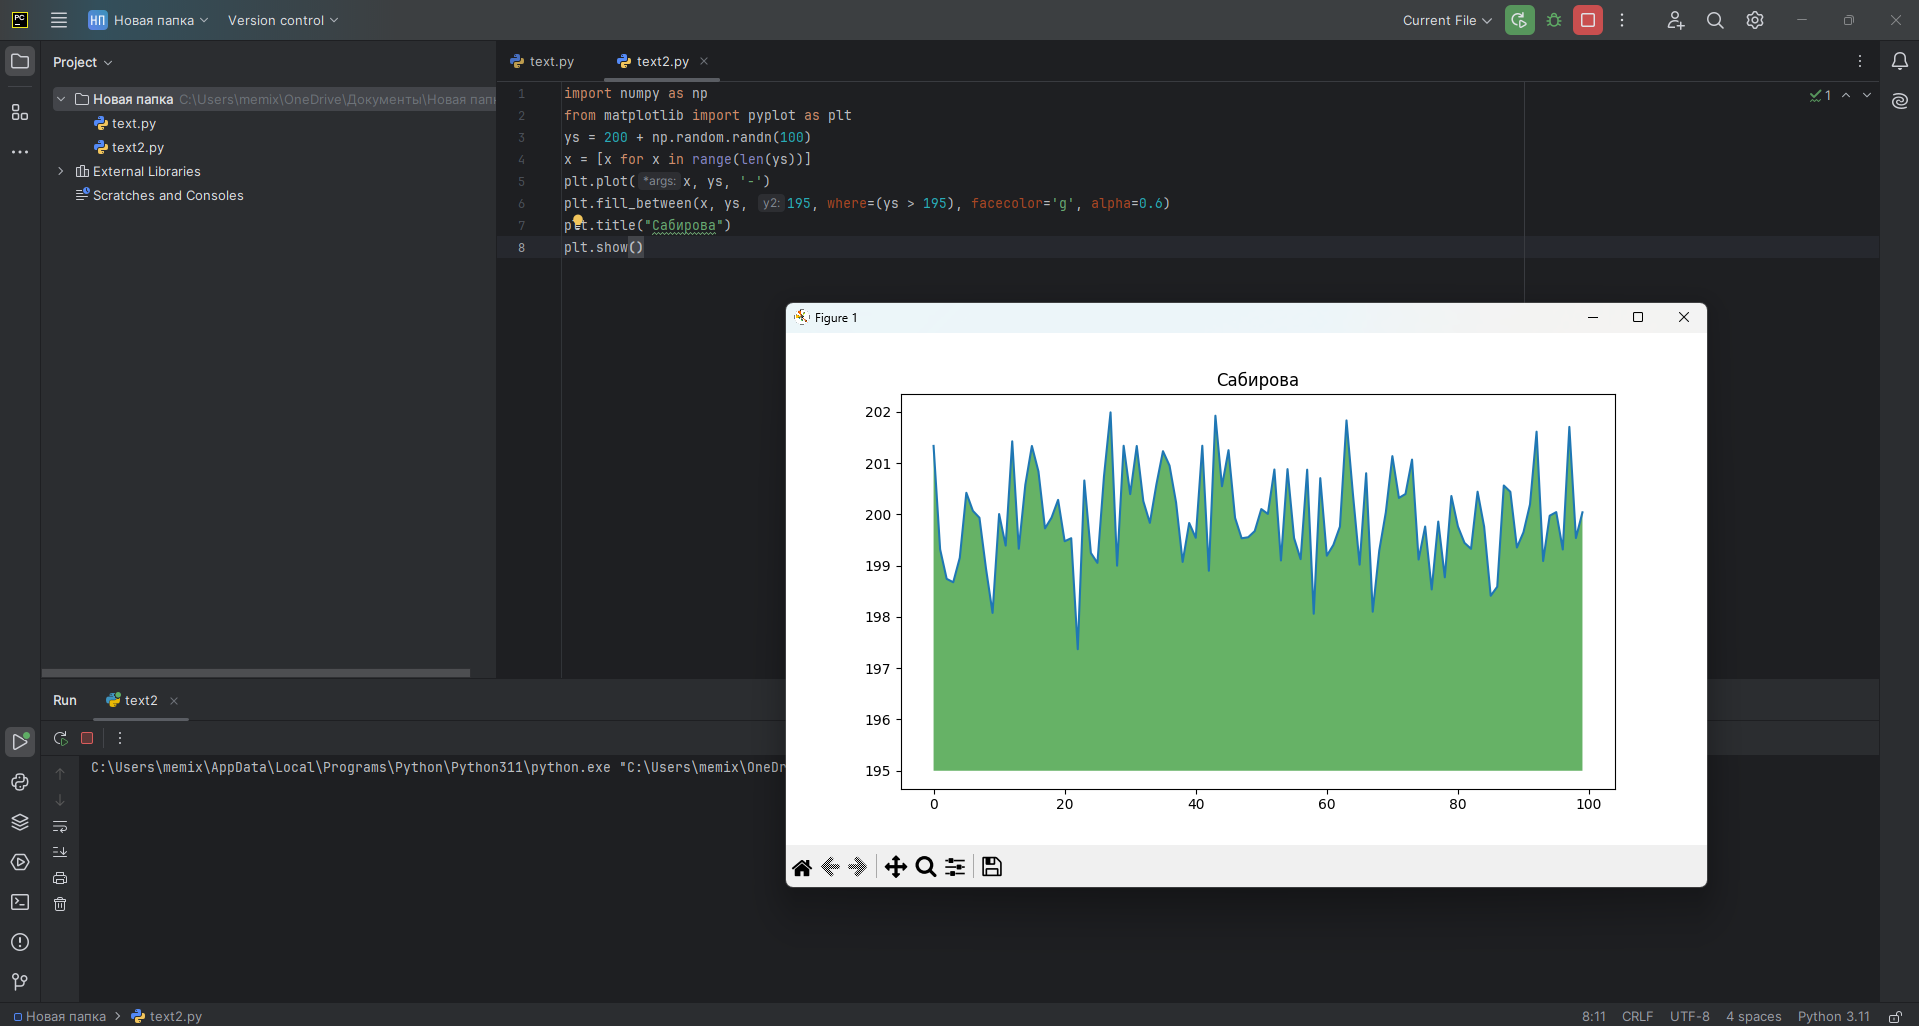 PC
НП Новая папка Version control
Current File
Project
text.py
text2.py
Новая папка C:\Users\memix\OneDrive\Документы\Новая пап
text.py
text2.py
External Libraries
Scratches and Consoles
1 import numpy as np
2 from matplotlib import pyplot as plt
3 ys = 200 + np.random.randn(100)
4 x = [x for x in range(len(ys))]
5 plt.plot( *args: x, ys, '-')
6 plt.fill_between(x, ys, y2: 195, where=(ys > 195), facecolor='g', alpha=0.6)
7 plt.title("Сабирова")
8 plt.show()
1
Figure 1
Сабирова
202
201
200
199
198
197
196
195
0 20 40 60 80 100
Run text2
C:\Users\memix\AppData\Local\Programs\Python\Python311\python.exe "C:\Users\memix\OneDr
Новая папка > text2.py
8:11 CRLF UTF-8 4 spaces Python 3.11